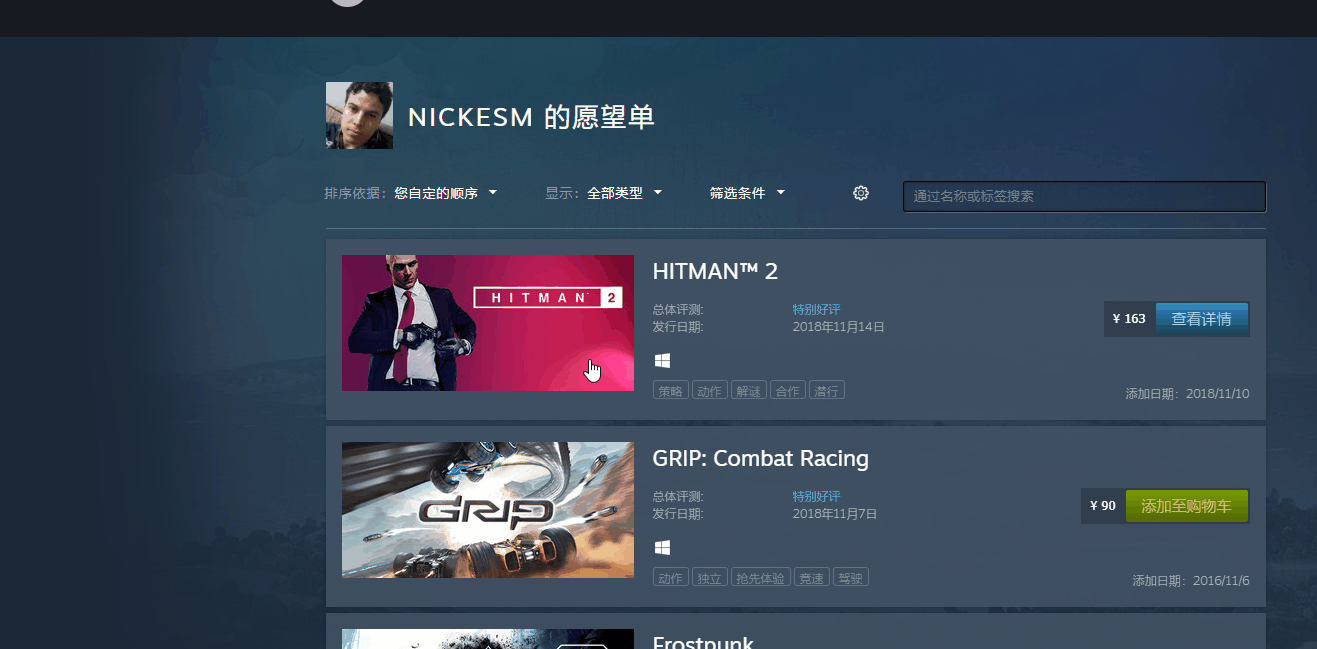 NICKESM 的愿望单
排序依据： 您自定的顺序 显示： 全部类型 筛选条件 通过名称或标签搜索
HITMAN 2
HITMAN™ 2
总体评测: 特别好评
发行日期: 2018年11月14日
¥ 163 查看详情
策略 动作 解谜 合作 潜行
添加日期：2018/11/10
GRIP
GRIP: Combat Racing
总体评测: 特别好评
发行日期: 2018年11月7日
¥ 90 添加至购物车
动作 独立 抢先体验 竞速 驾驶
添加日期：2016/11/6
Frostpunk